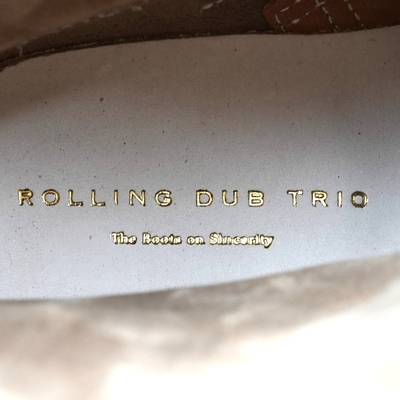 ROLLING DUB TRIO
The Boots on Sincerity